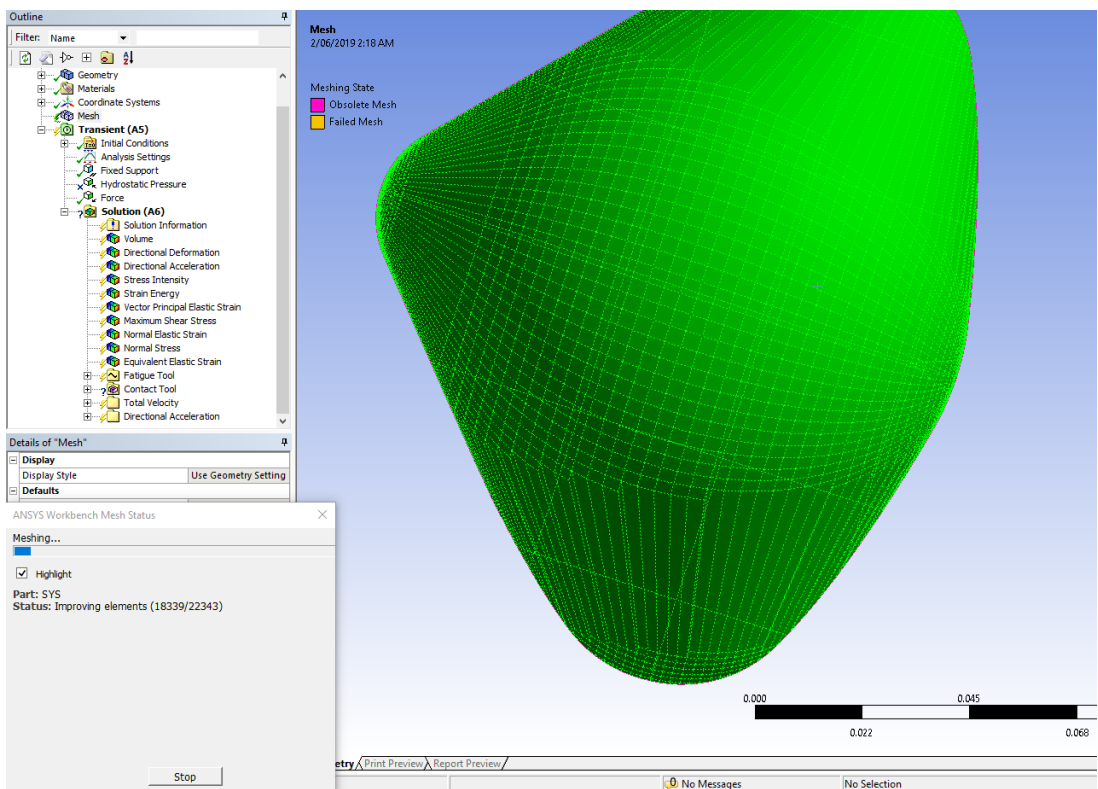 Outline
Filter: Name
Geometry
Materials
Coordinate Systems
Mesh
Transient (A5)
Initial Conditions
Analysis Settings
Fixed Support
Hydrostatic Pressure
Force
Solution (A6)
Solution Information
Volume
Directional Deformation
Directional Acceleration
Stress Intensity
Strain Energy
Vector Principal Elastic Strain
Maximum Shear Stress
Normal Elastic Strain
Normal Stress
Equivalent Elastic Strain
Fatigue Tool
Contact Tool
Total Velocity
Directional Acceleration
Details of "Mesh"
Display
Display Style Use Geometry Setting
Defaults
ANSYS Workbench Mesh Status
Meshing...
Highlight
Part: SYS
Status: Improving elements (18339/22343)
Stop
Mesh
2/06/2019 2:18 AM
Meshing State
Obsolete Mesh
Failed Mesh
0.000 0.045
0.022 0.068
etry Print Preview Report Preview
0 No Messages No Selection